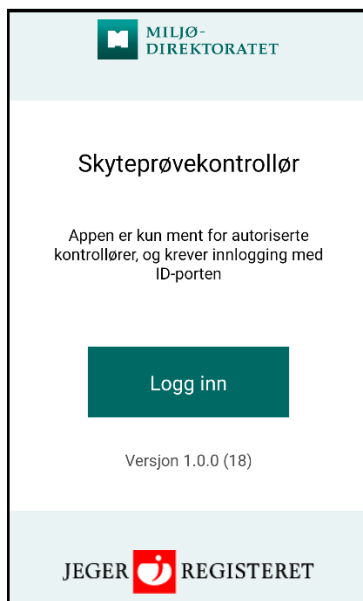 MILJØ-
DIREKTORATET
Skyteprøvekontrollør
Appen er kun ment for autoriserte
kontrollører, og krever innlogging med
ID-porten
Logg inn
Versjon 1.0.0 (18)
JEGER REGISTERET